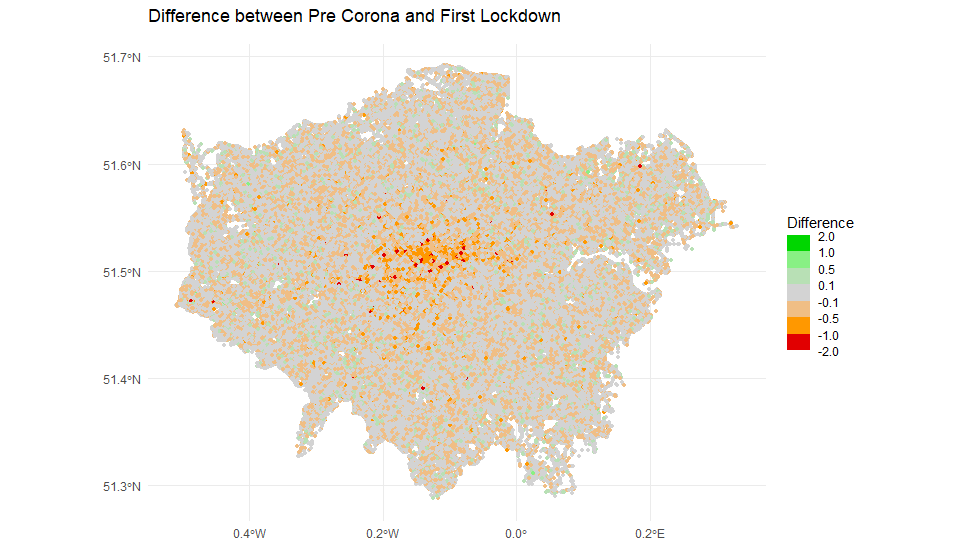 Difference between Pre Corona and First Lockdown
51.7°N
51.6°N
51.5°N
51.4°N
51.3°N
0.4°W
0.2°W
0.0°
0.2°E
Difference
2.0
1.0
0.5
0.1
-0.1
-0.5
-1.0
-2.0